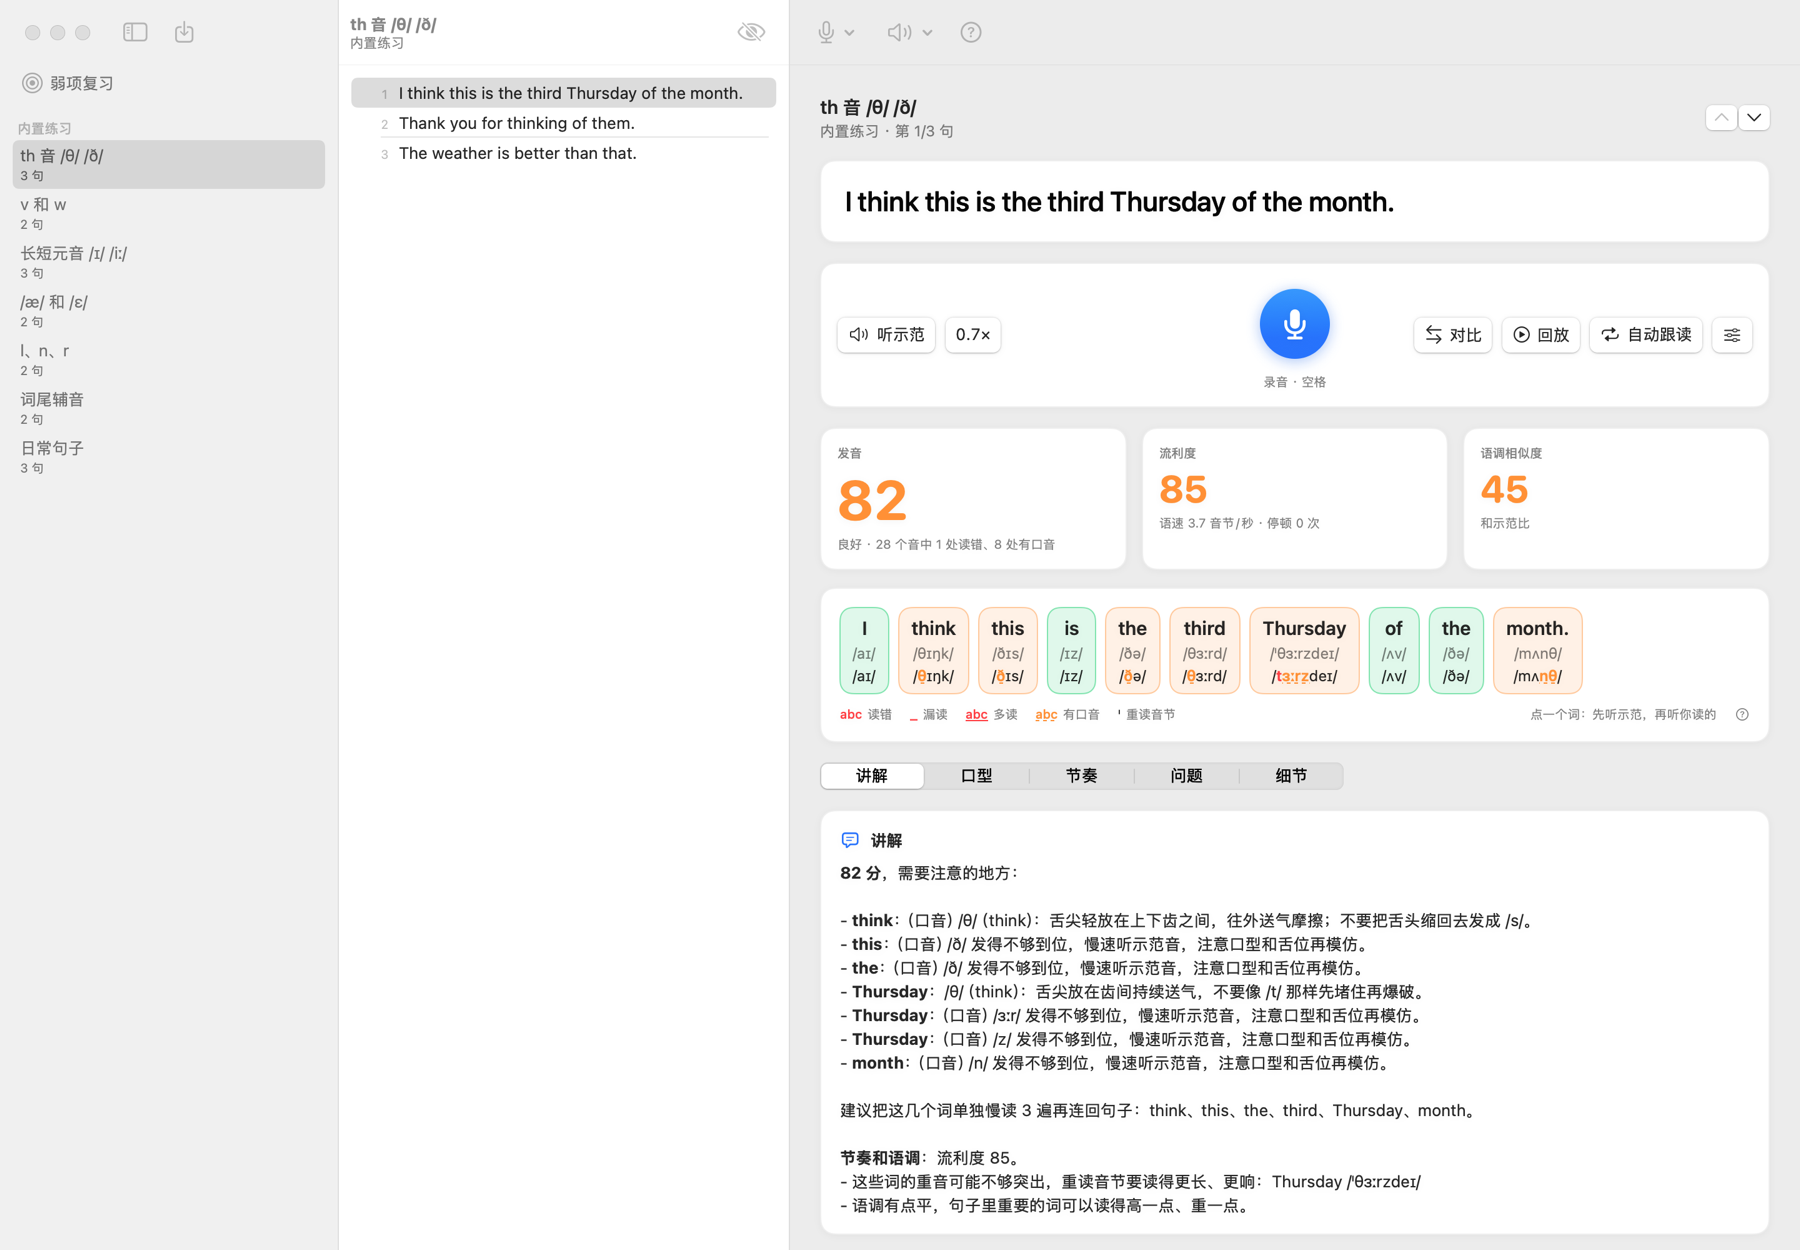 弱项复习
内置练习
th 音 /θ/ /ð/
3 句
v 和 w
2 句
长短元音 /ɪ/ /iː/
3 句
/æ/ 和 /ɛ/
2 句
l、n、r
2 句
词尾辅音
2 句
日常句子
3 句
th 音 /θ/ /ð/
内置练习
1 I think this is the third Thursday of the month.
2 Thank you for thinking of them.
3 The weather is better than that.
th 音 /θ/ /ð/
内置练习 · 第 1/3 句
I think this is the third Thursday of the month.
听示范 0.7×
录音 · 空格
对比 回放 自动跟读
发音
82
良好 · 28 个音中 1 处读错、8 处有口音
流利度
85
语速 3.7 音节/秒 · 停顿 0 次
语调相似度
45
和示范比
I think this is the third Thursday of the month.
/aɪ/ /θɪŋk/ /ðɪs/ /ɪz/ /ðə/ /θɜːrd/ /ˈθɜːrzdeɪ/ /ʌv/ /ðə/ /mʌnθ/
/aɪ/ /θɪŋk/ /ðɪs/ /ɪz/ /ðə/ /θɜːrd/ /tɜːrzdeɪ/ /ʌv/ /ðə/ /mʌnθ/
abc 读错 _ 漏读 abc 多读 abc 有口音 ' 重读音节 点一个词：先听示范，再听你读的
讲解 口型 节奏 问题 细节
讲解
82 分，需要注意的地方：
- think：（口音）/θ/ (think)：舌尖轻放在上下齿之间，往外送气摩擦；不要把舌头缩回去发成 /s/。
- this：（口音）/ð/ 发得不够到位，慢速听示范音，注意口型和舌位再模仿。
- the：（口音）/ð/ 发得不够到位，慢速听示范音，注意口型和舌位再模仿。
- Thursday：/θ/ (think)：舌尖放在齿间持续送气，不要像 /t/ 那样先堵住再爆破。
- Thursday：（口音）/ɜːr/ 发得不够到位，慢速听示范音，注意口型和舌位再模仿。
- Thursday：（口音）/z/ 发得不够到位，慢速听示范音，注意口型和舌位再模仿。
- month：（口音）/n/ 发得不够到位，慢速听示范音，注意口型和舌位再模仿。
建议把这几个词单独慢读 3 遍再连回句子：think、this、the、third、Thursday、month。
节奏和语调：流利度 85。
- 这些词的重音可能不够突出，重读音节要读得更长、更响：Thursday /ˈθɜːrzdeɪ/
- 语调有点平，句子里重要的词可以读得高一点、重一点。